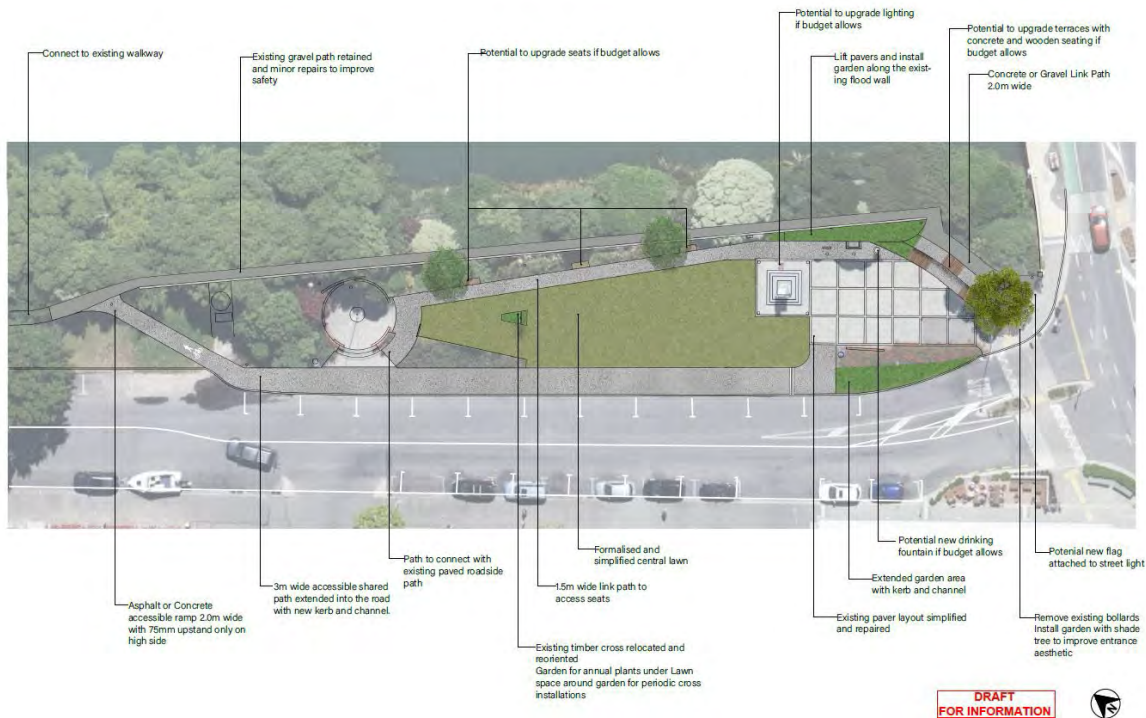 Connect to existing walkway
Existing gravel path retained
and minor repairs to improve
safety
Potential to upgrade seats if budget allows
Potential to upgrade lighting
if budget allows
Lift pavers and install
garden along the exist-
ing flood wall
Potential to upgrade terraces with
concrete and wooden seating if
budget allows
Concrete or Gravel Link Path
2.0m wide
Asphalt or Concrete
accessible ramp 2.0m wide
with 75mm upstand only on
high side
3m wide accessible shared
path extended into the road
with new kerb and channel.
Path to connect with
existing paved roadside
path
Existing timber cross relocated and
reoriented
Garden for annual plants under Lawn
space around garden for periodic cross
installations
1.5m wide link path to
access seats
Formalised and
simplified central lawn
Existing paver layout simplified
and repaired
Extended garden area
with kerb and channel
Potential new drinking
fountain if budget allows
Potenial new flag
attached to street light
Remove existing bollards
Install garden with shade
tree to improve entrance
aesthetic
DRAFT
FOR INFORMATION
N